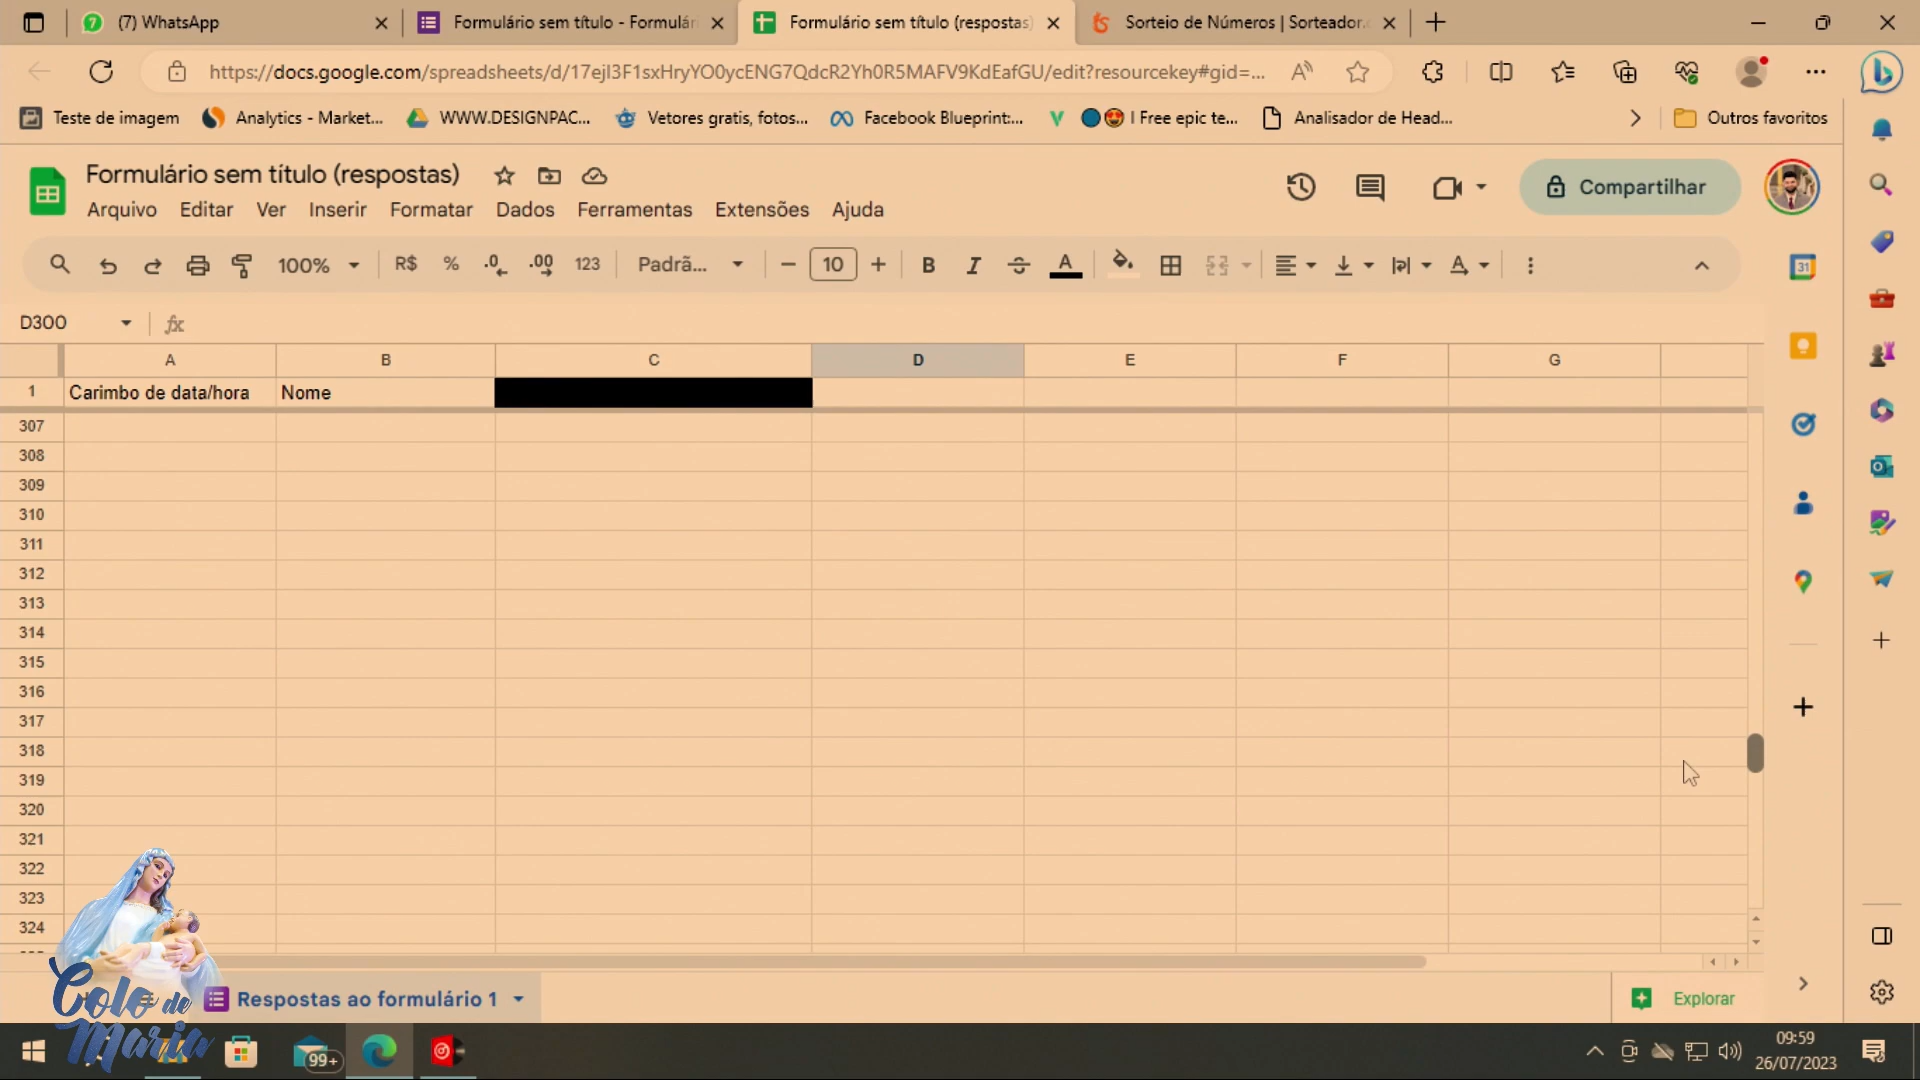 (7) WhatsApp
Formulário sem título - Formulár
Formulário sem título (respostas)
Sorteio de Números | Sorteador.
https://docs.google.com/spreadsheets/d/17ejI3F1sxHryYO0ycENG7QdcR2Yh0R5MAFV9KdEafGU/edit?resourcekey#gid=...
Teste de imagem
Analytics - Market...
WWW.DESIGNPAC...
Vetores gratis, fotos...
Facebook Blueprint:...
I Free epic te...
Analisador de Head...
Outros favoritos
Formulário sem título (respostas)
Compartilhar
Arquivo Editar Ver Inserir Formatar Dados Ferramentas Extensões Ajuda
100% R$ % .0 .00 123 Padrã... 10 B I A
D300 fx
A B C D E F G
1 Carimbo de data/hora Nome
307
308
309
310
311
312
313
314
315
316
317
318
319
320
321
322
323
324
Colo de
Maria
Respostas ao formulário 1
Explorar
99+
09:59
26/07/2023